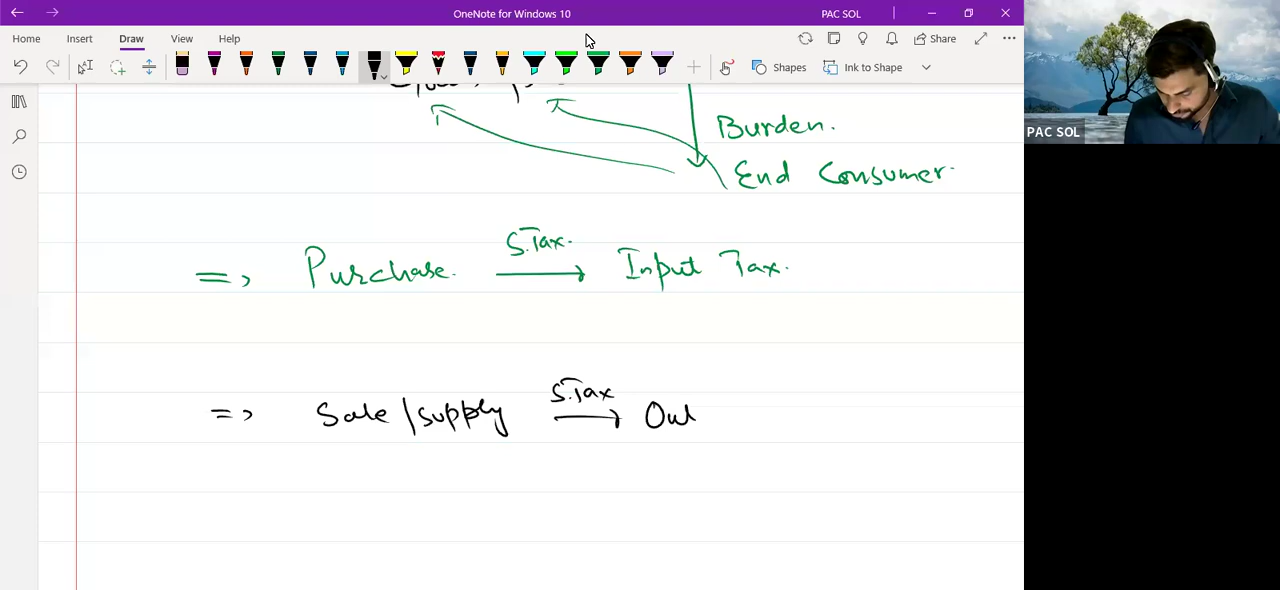 OneNote for Windows 10
PAC SOL
Home Insert Draw View Help
Share
Shapes
Ink to Shape
Burden.
End Consumer.
PAC SOL
=> Purchase. S.Tax. Input Tax.
=> Sale/supply S.Tax Out